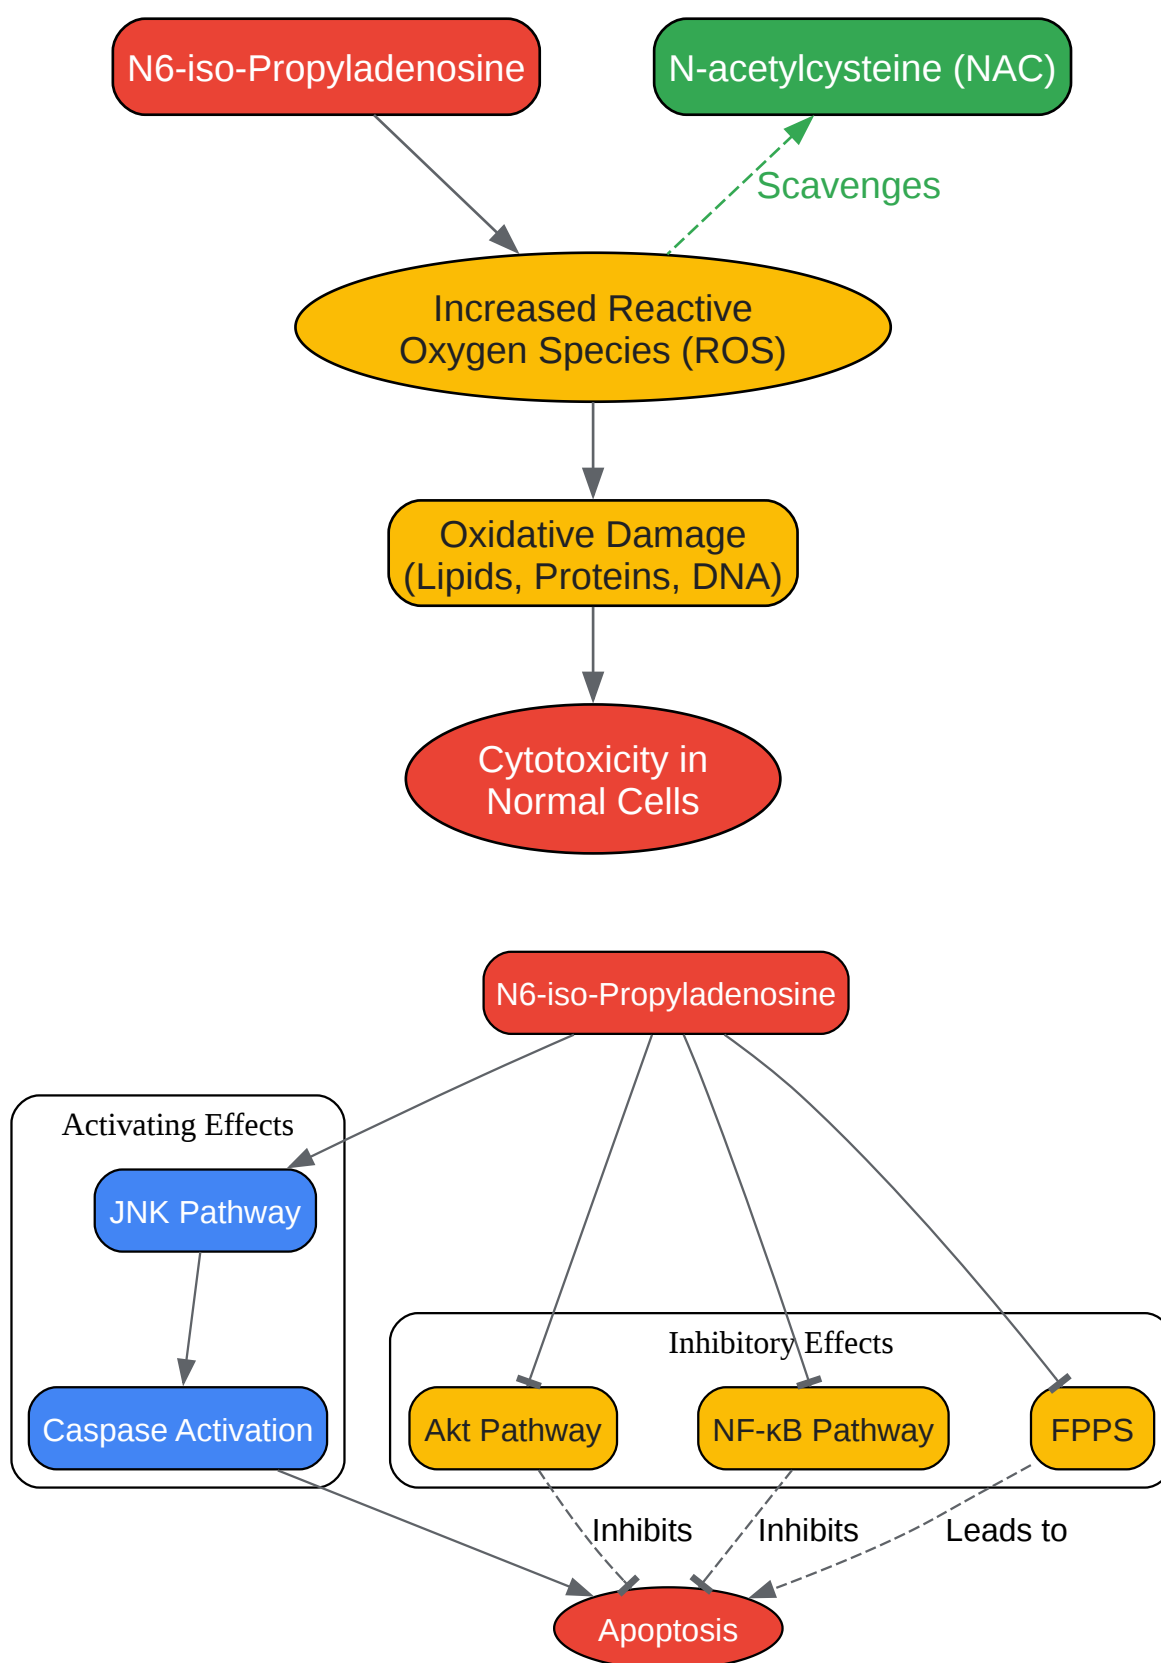 N6-iso-Propyladenosine
N-acetylcysteine (NAC)
Scavenges
Increased Reactive
Oxygen Species (ROS)
Oxidative Damage
(Lipids, Proteins, DNA)
Cytotoxicity in
Normal Cells
N6-iso-Propyladenosine
Activating Effects
JNK Pathway
Inhibitory Effects
Caspase Activation
Akt Pathway
NF-κB Pathway
FPPS
Inhibits
Inhibits
Leads to
Apoptosis